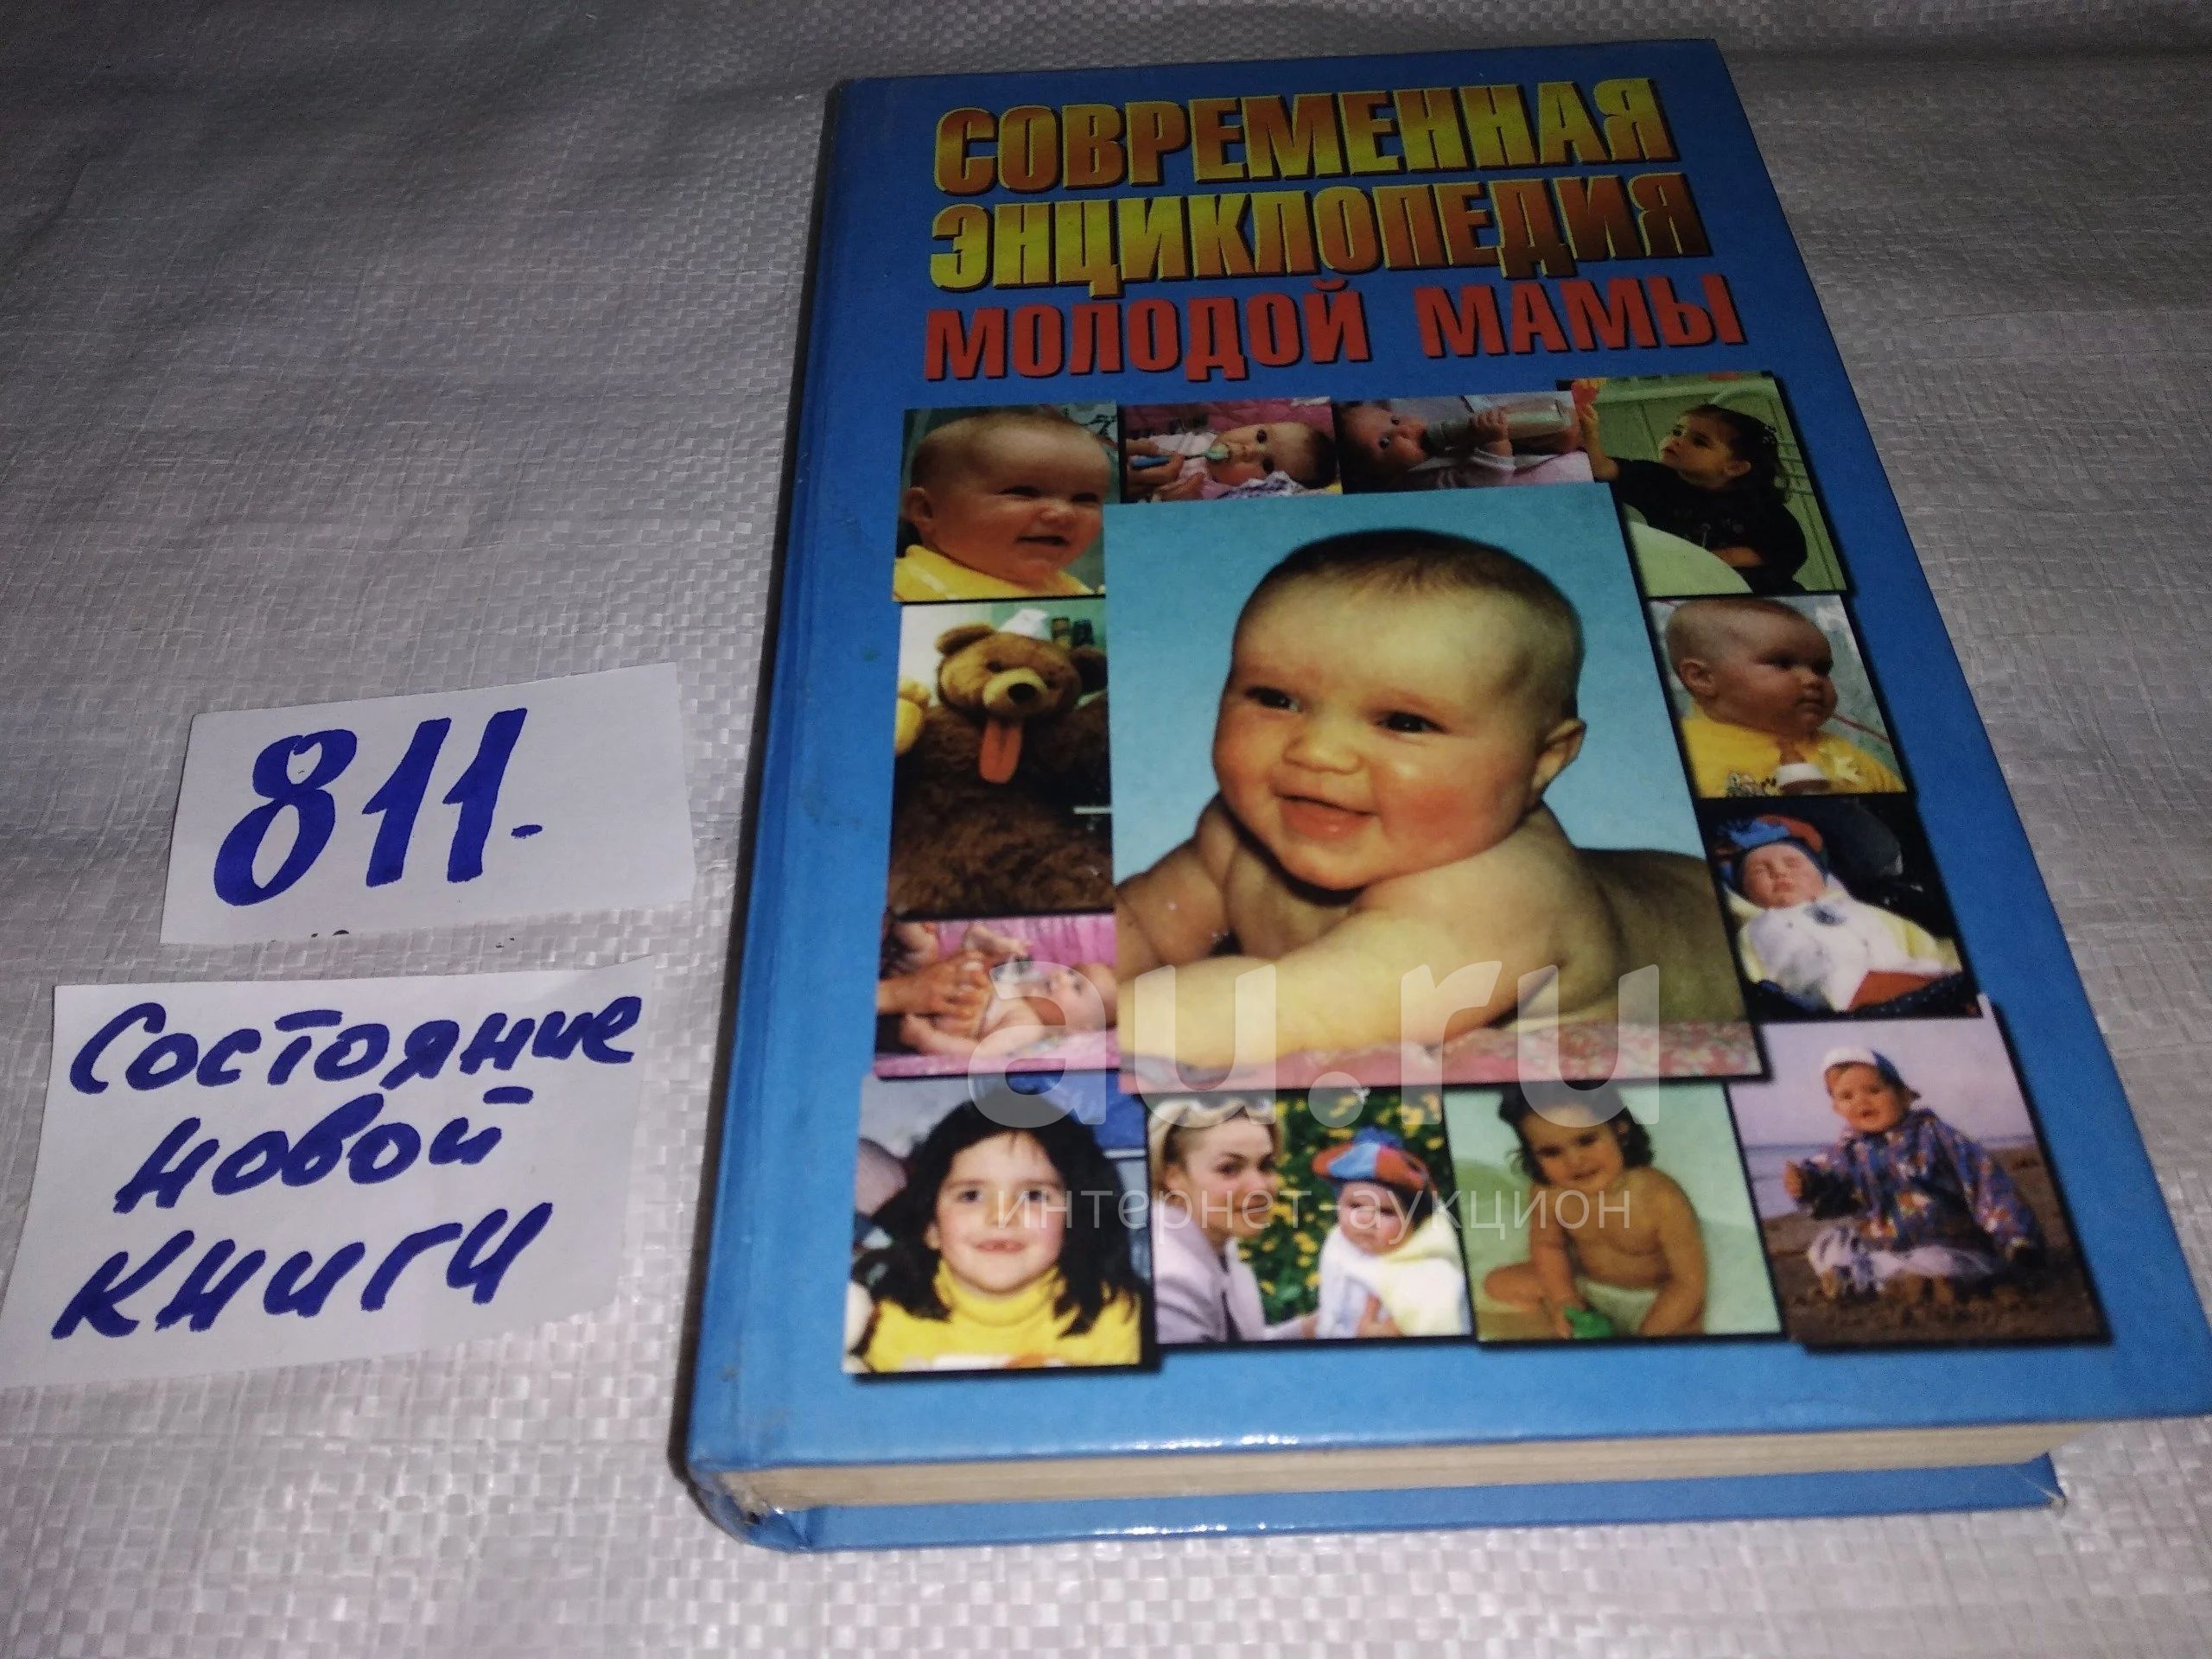 СОВРЕМЕННАЯ
ЭНЦИКЛОПЕДИЯ
МОЛОДОЙ МАМЫ
811.
Состояние
новой
книги
au.ru
интернет-аукцион